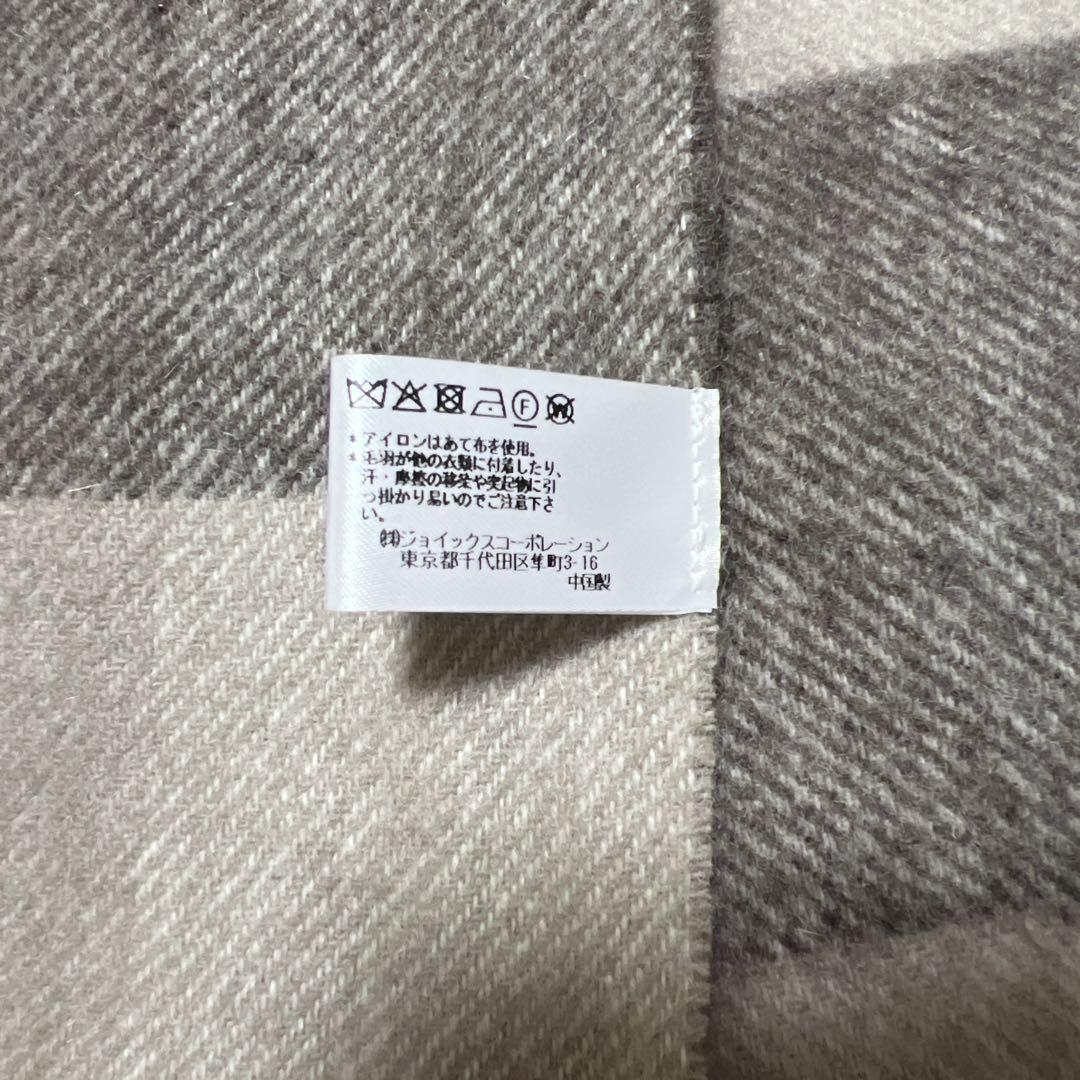 F W
* アイロンはあて布を使用。
* 毛羽が他の衣類に付着したり、
汗・摩擦の移染や突起物に引
っ掛かり易いのでご注意下さ
い。
㈱ジョイックスコーポレーション
東京都千代田区隼町3-16
中国製